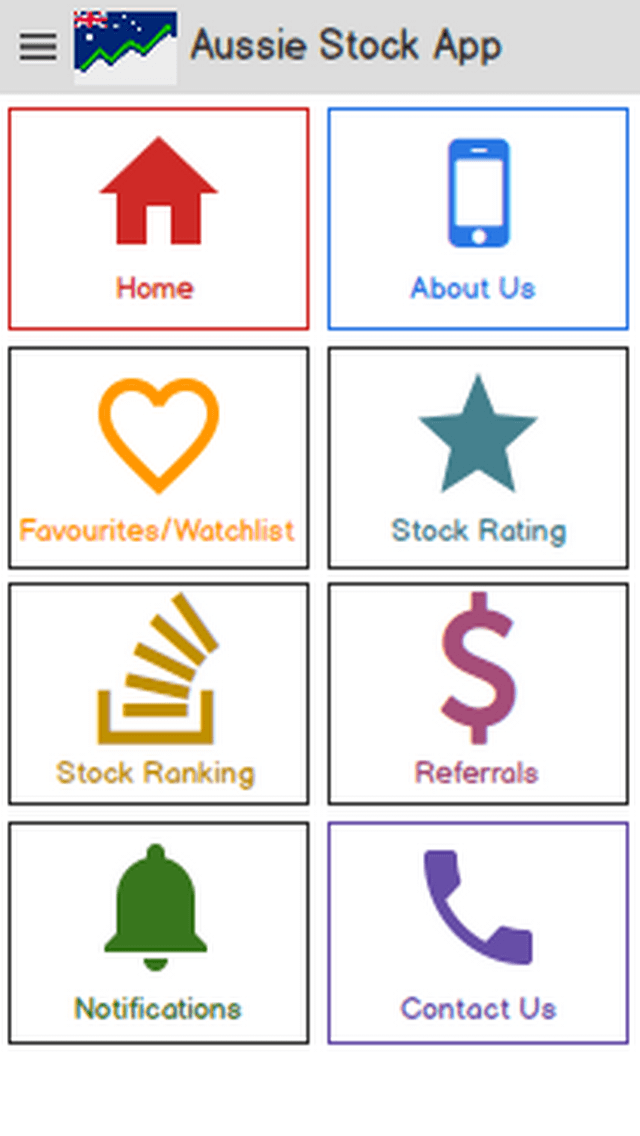 Aussie Stock App
Home
About Us
Favourites/Watchlist
Stock Rating
Stock Ranking
Referrals
Notifications
Contact Us